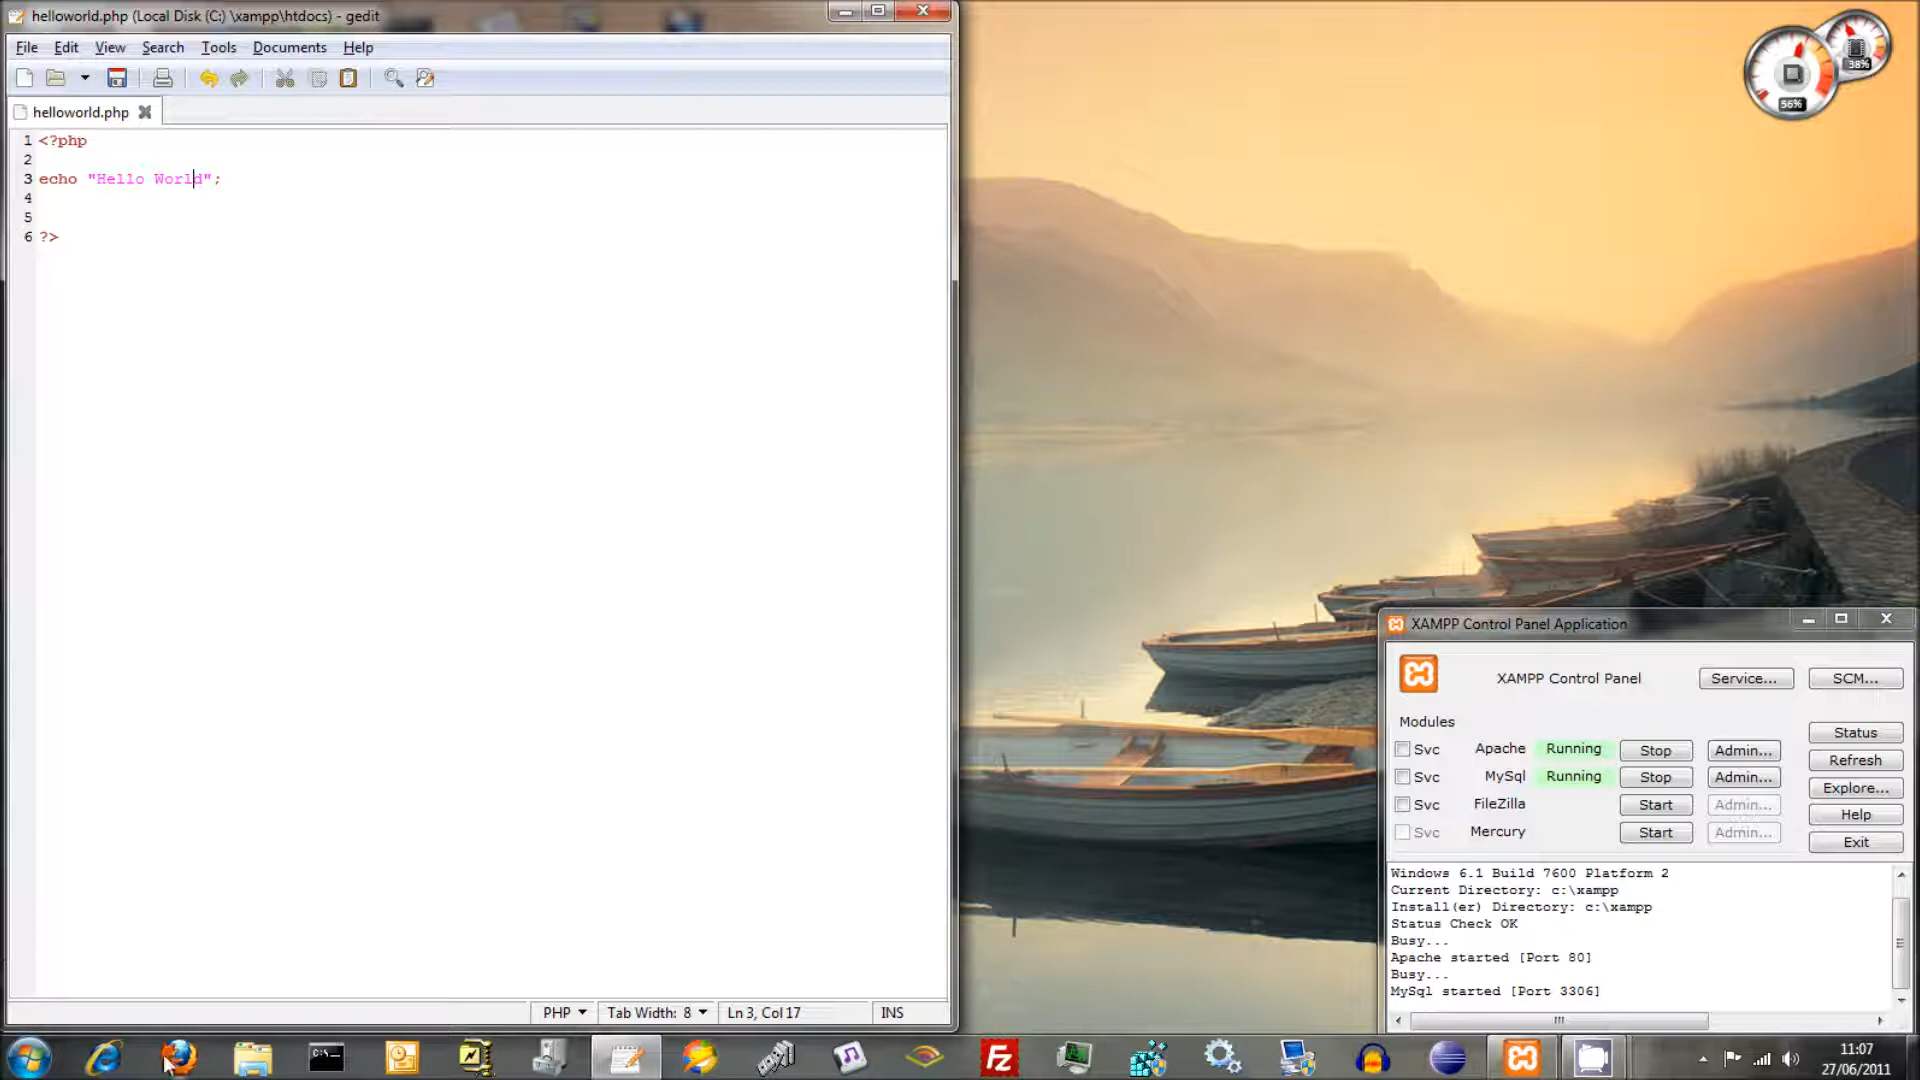 helloworld.php (Local Disk (C:) \xampp\htdocs) - gedit
File Edit View Search Tools Documents Help
helloworld.php
1 <?php
2
3 echo "Hello World";
4
5
6 ?>
PHP Tab Width: 8 Ln 3, Col 17 INS
56%
38%
XAMPP Control Panel Application
XAMPP Control Panel Service... SCM...
Modules
Svc Apache Running Stop Admin...
Svc MySql Running Stop Admin...
Svc FileZilla Start Admin...
Svc Mercury Start Admin...
Status
Refresh
Explore...
Help
Exit
Windows 6.1 Build 7600 Platform 2
Current Directory: c:\xampp
Install(er) Directory: c:\xampp
Status Check OK
Busy...
Apache started [Port 80]
Busy...
MySql started [Port 3306]
C:\_
FZ
11:07
27/06/2011